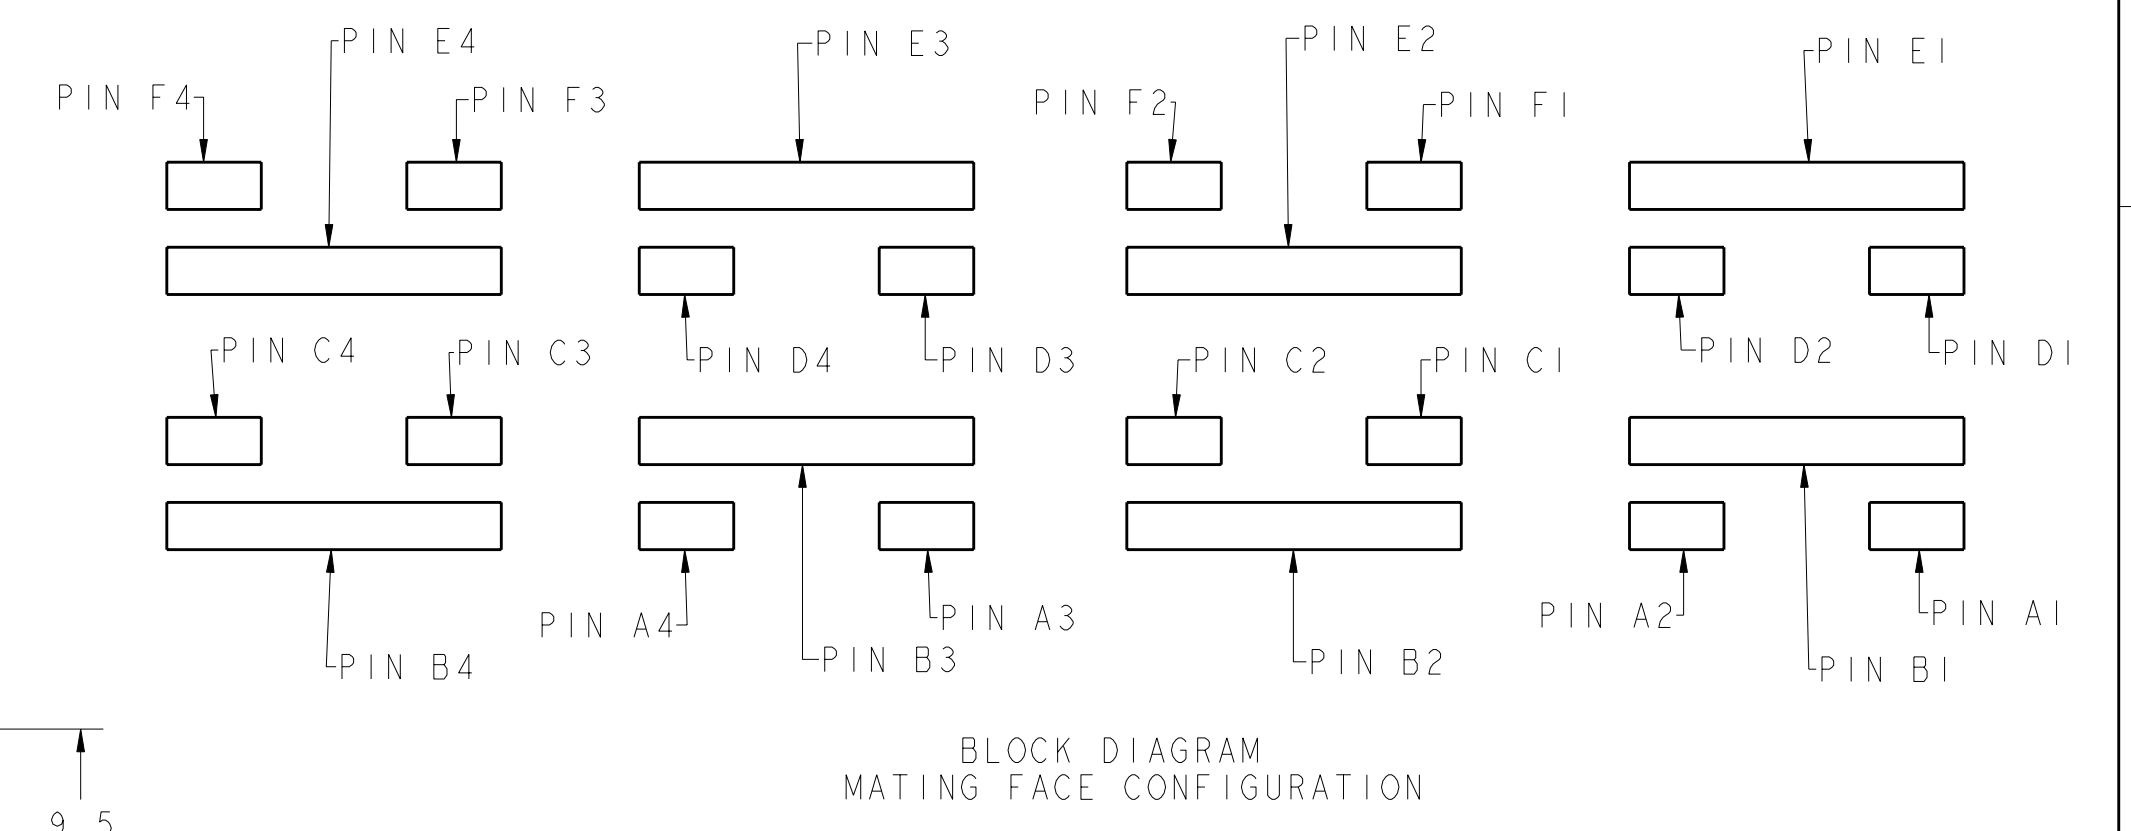 PIN E4
PIN E3
PIN E2
PIN E1
PIN F4
PIN F3
PIN F2
PIN F1
PIN C4
PIN C3
PIN D4
PIN D3
PIN C2
PIN C1
PIN D2
PIN D1
PIN A4
PIN A3
PIN A2
PIN A1
PIN B4
PIN B3
PIN B2
PIN B1
BLOCK DIAGRAM
MATING FACE CONFIGURATION
9 5